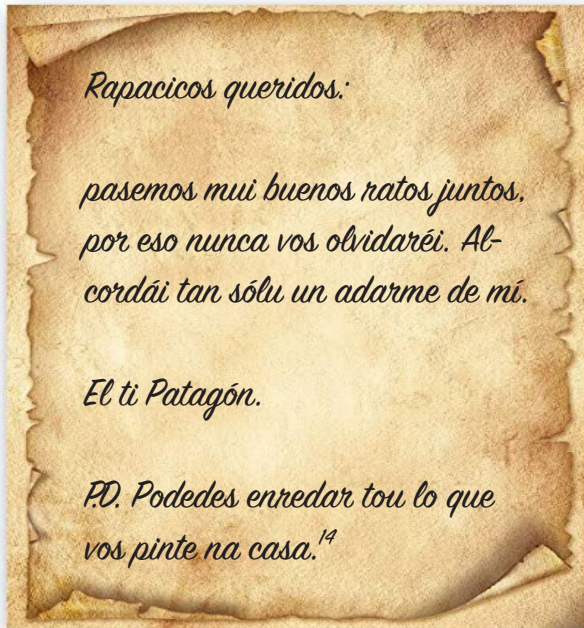 Rapacicos queridos:
pasemos mui buenos ratos juntos,
por eso nunca vos olvidaréi. Al-
cordái tan sólu un adarme de mí.
El ti Patagón.
P.D. Podedes enredar tou lo que
vos pinte na casa.14